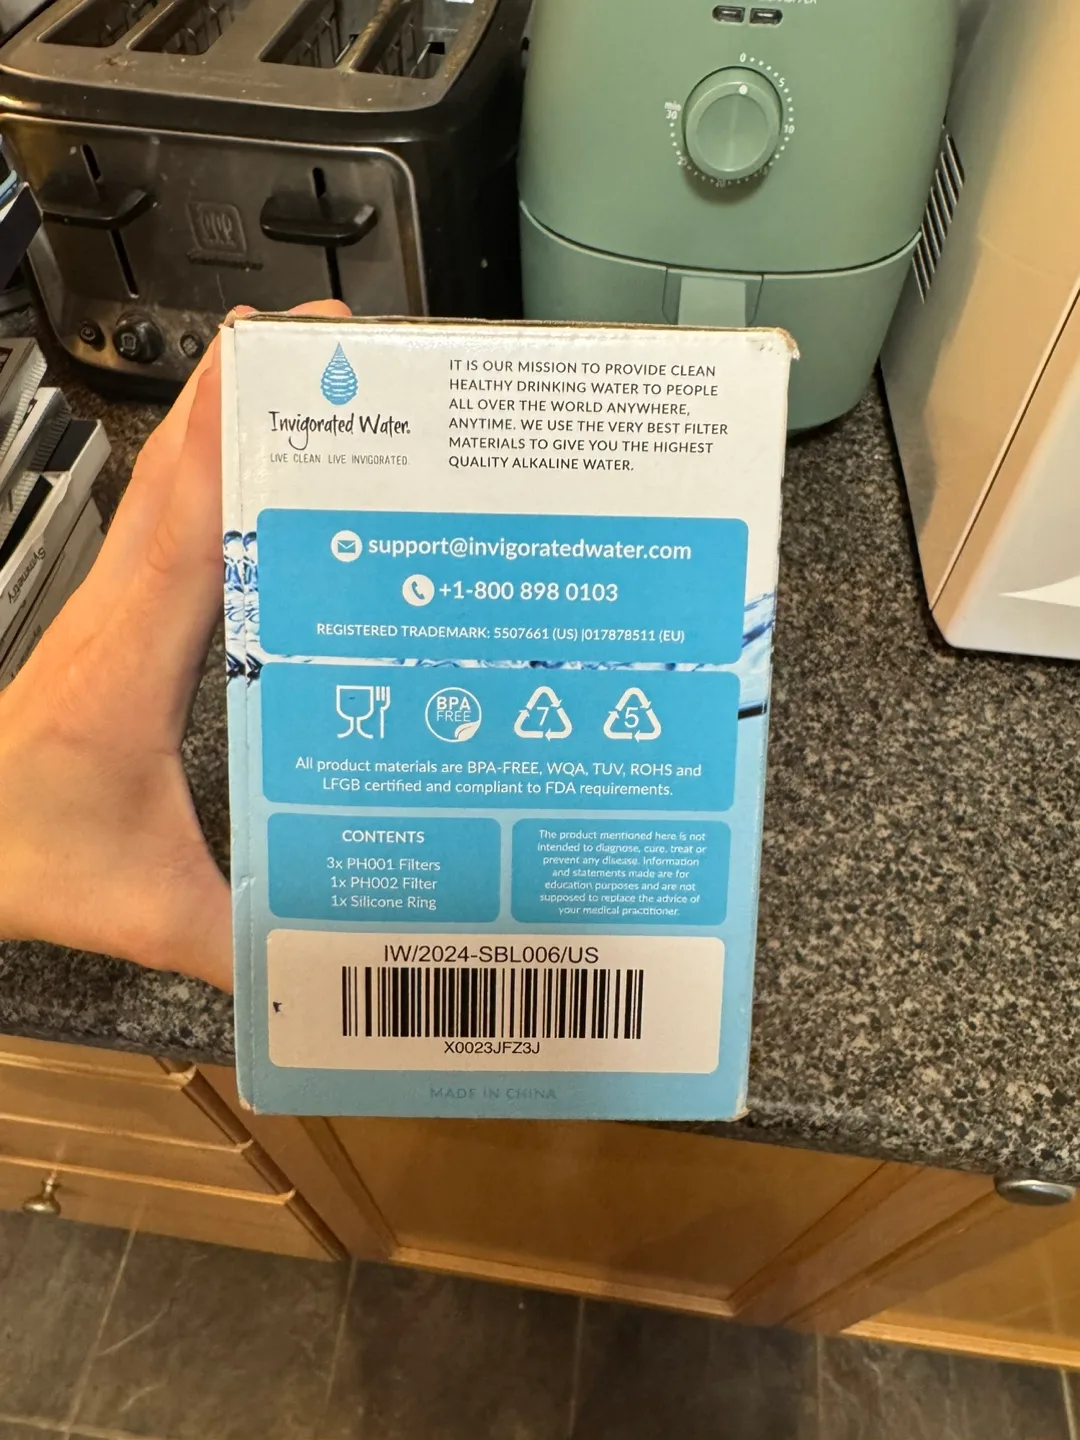 0
5
10
min
30
Invigorated Water®
LIVE CLEAN LIVE INVIGORATED
IT IS OUR MISSION TO PROVIDE CLEAN
HEALTHY DRINKING WATER TO PEOPLE
ALL OVER THE WORLD ANYWHERE,
ANYTIME. WE USE THE VERY BEST FILTER
MATERIALS TO GIVE YOU THE HIGHEST
QUALITY ALKALINE WATER.
support@invigoratedwater.com
+1-800 898 0103
REGISTERED TRADEMARK: 5507661 (US) |017878511 (EU)
BPA
FREE
7
5
All product materials are BPA-FREE, WQA, TUV, ROHS and
LFGB certified and compliant to FDA requirements.
CONTENTS
3x PH001 Filters
1x PH002 Filter
1x Silicone Ring
The product mentioned here is not
intended to diagnose, cure, treat or
prevent any disease. Information
and statements made are for
education purposes and are not
supposed to replace the advice of
your medical practitioner.
IW/2024-SBL006/US
X0023JFZ3J
MADE IN CHINA
Symmetry